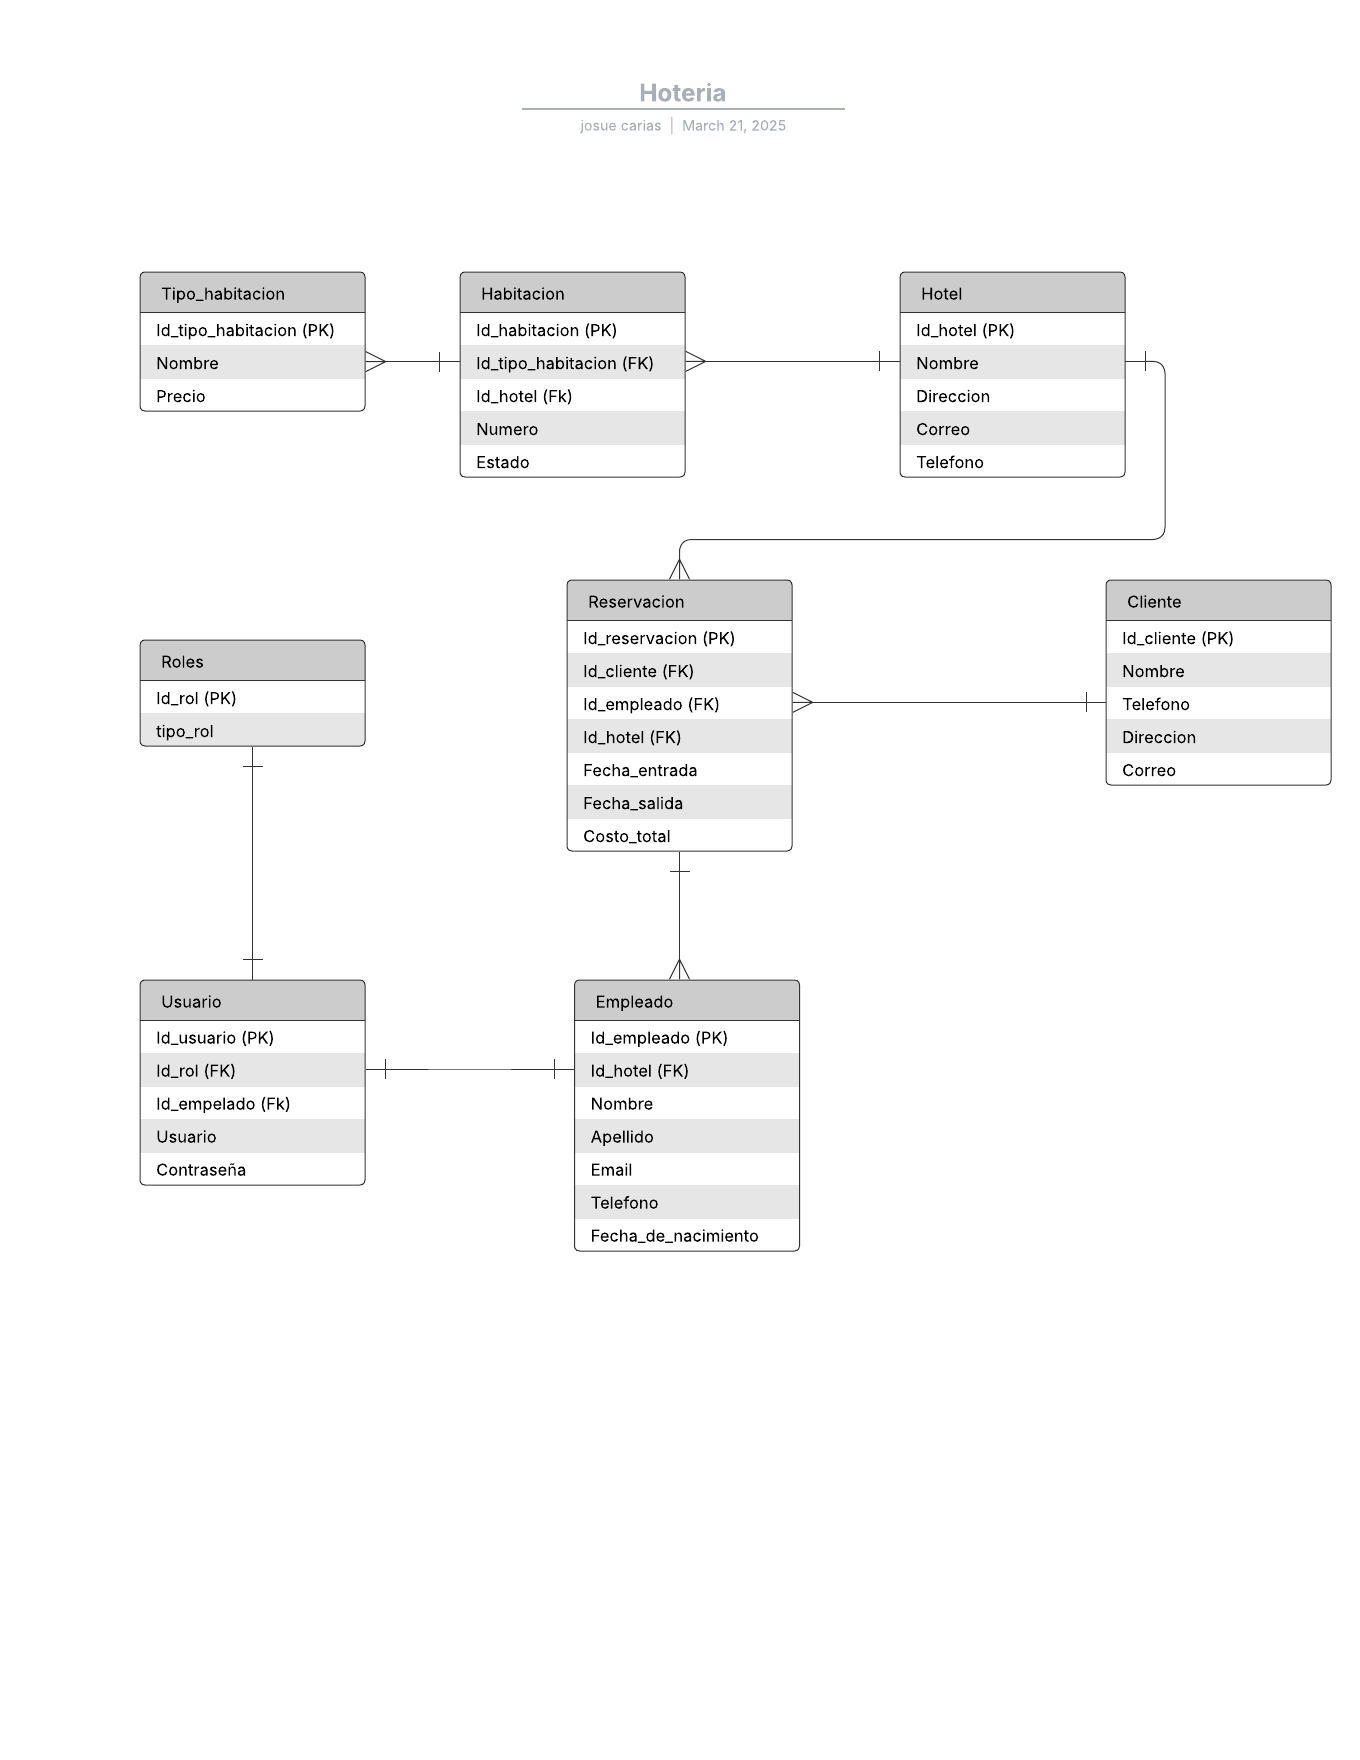 Hoteria
josue carias | March 21, 2025
Tipo_habitacion
Id_tipo_habitacion (PK)
Nombre
Precio
Habitacion
Id_habitacion (PK)
Id_tipo_habitacion (FK)
Id_hotel (Fk)
Numero
Estado
Hotel
Id_hotel (PK)
Nombre
Direccion
Correo
Telefono
Reservacion
Id_reservacion (PK)
Id_cliente (FK)
Id_empleado (FK)
Id_hotel (FK)
Fecha_entrada
Fecha_salida
Costo_total
Cliente
Id_cliente (PK)
Nombre
Telefono
Direccion
Correo
Roles
Id_rol (PK)
tipo_rol
Usuario
Id_usuario (PK)
Id_rol (FK)
Id_empelado (Fk)
Usuario
Contraseña
Empleado
Id_empleado (PK)
Id_hotel (FK)
Nombre
Apellido
Email
Telefono
Fecha_de_nacimiento